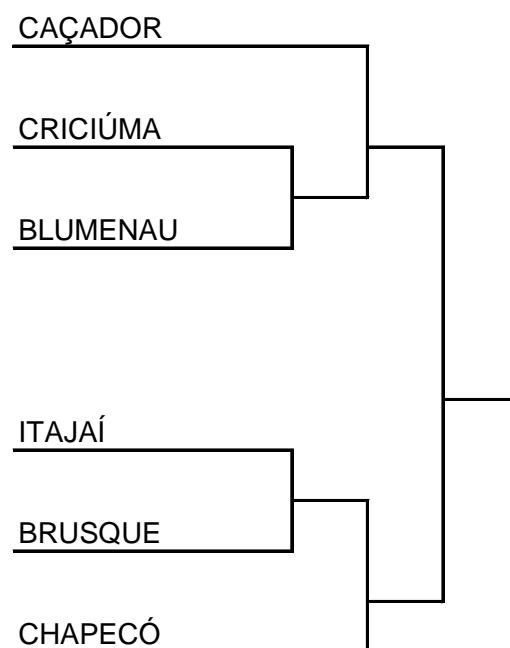 CAÇADOR
CRICIÚMA
BLUMENAU
ITAJAÍ
BRUSQUE
CHAPECÓ